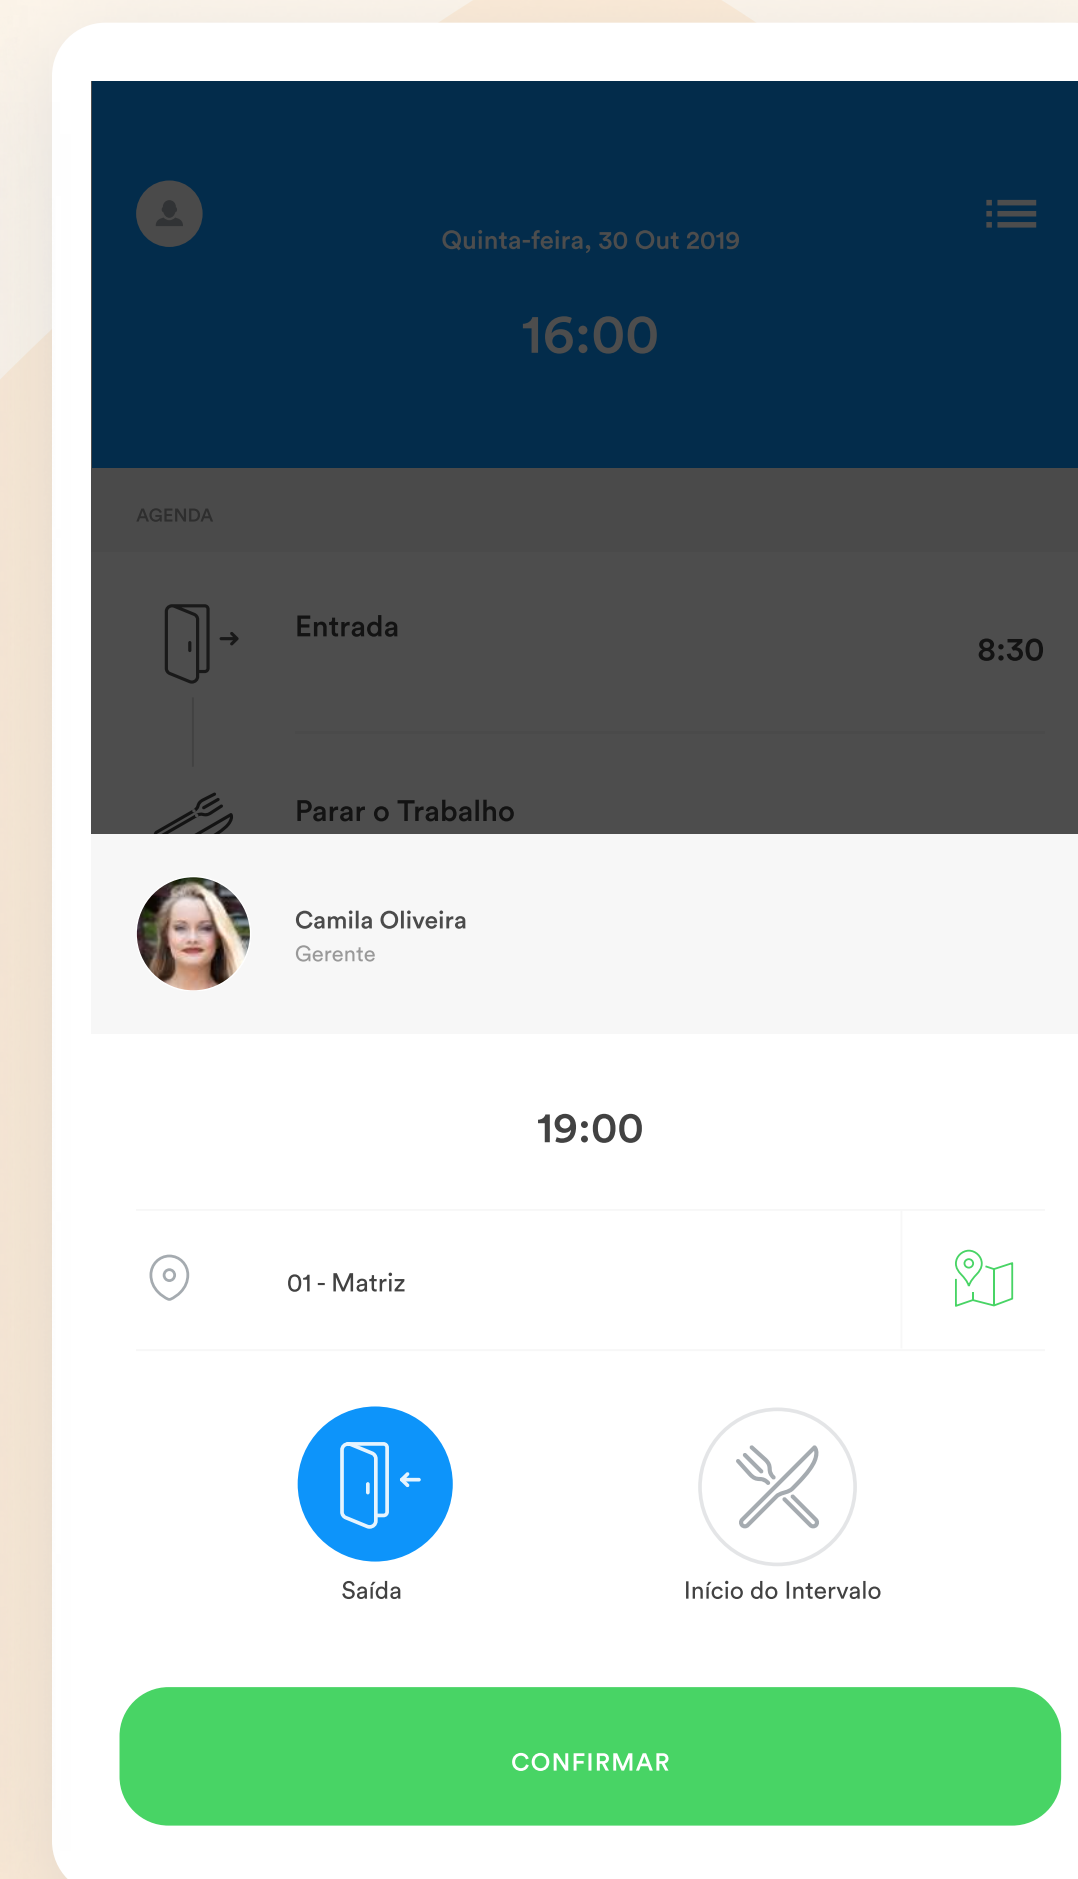 Quinta-feira, 30 Out 2019
16:00
AGENDA
Entrada
8:30
Parar o Trabalho
Camila Oliveira
Gerente
19:00
01 - Matriz
Saída
Início do Intervalo
CONFIRMAR